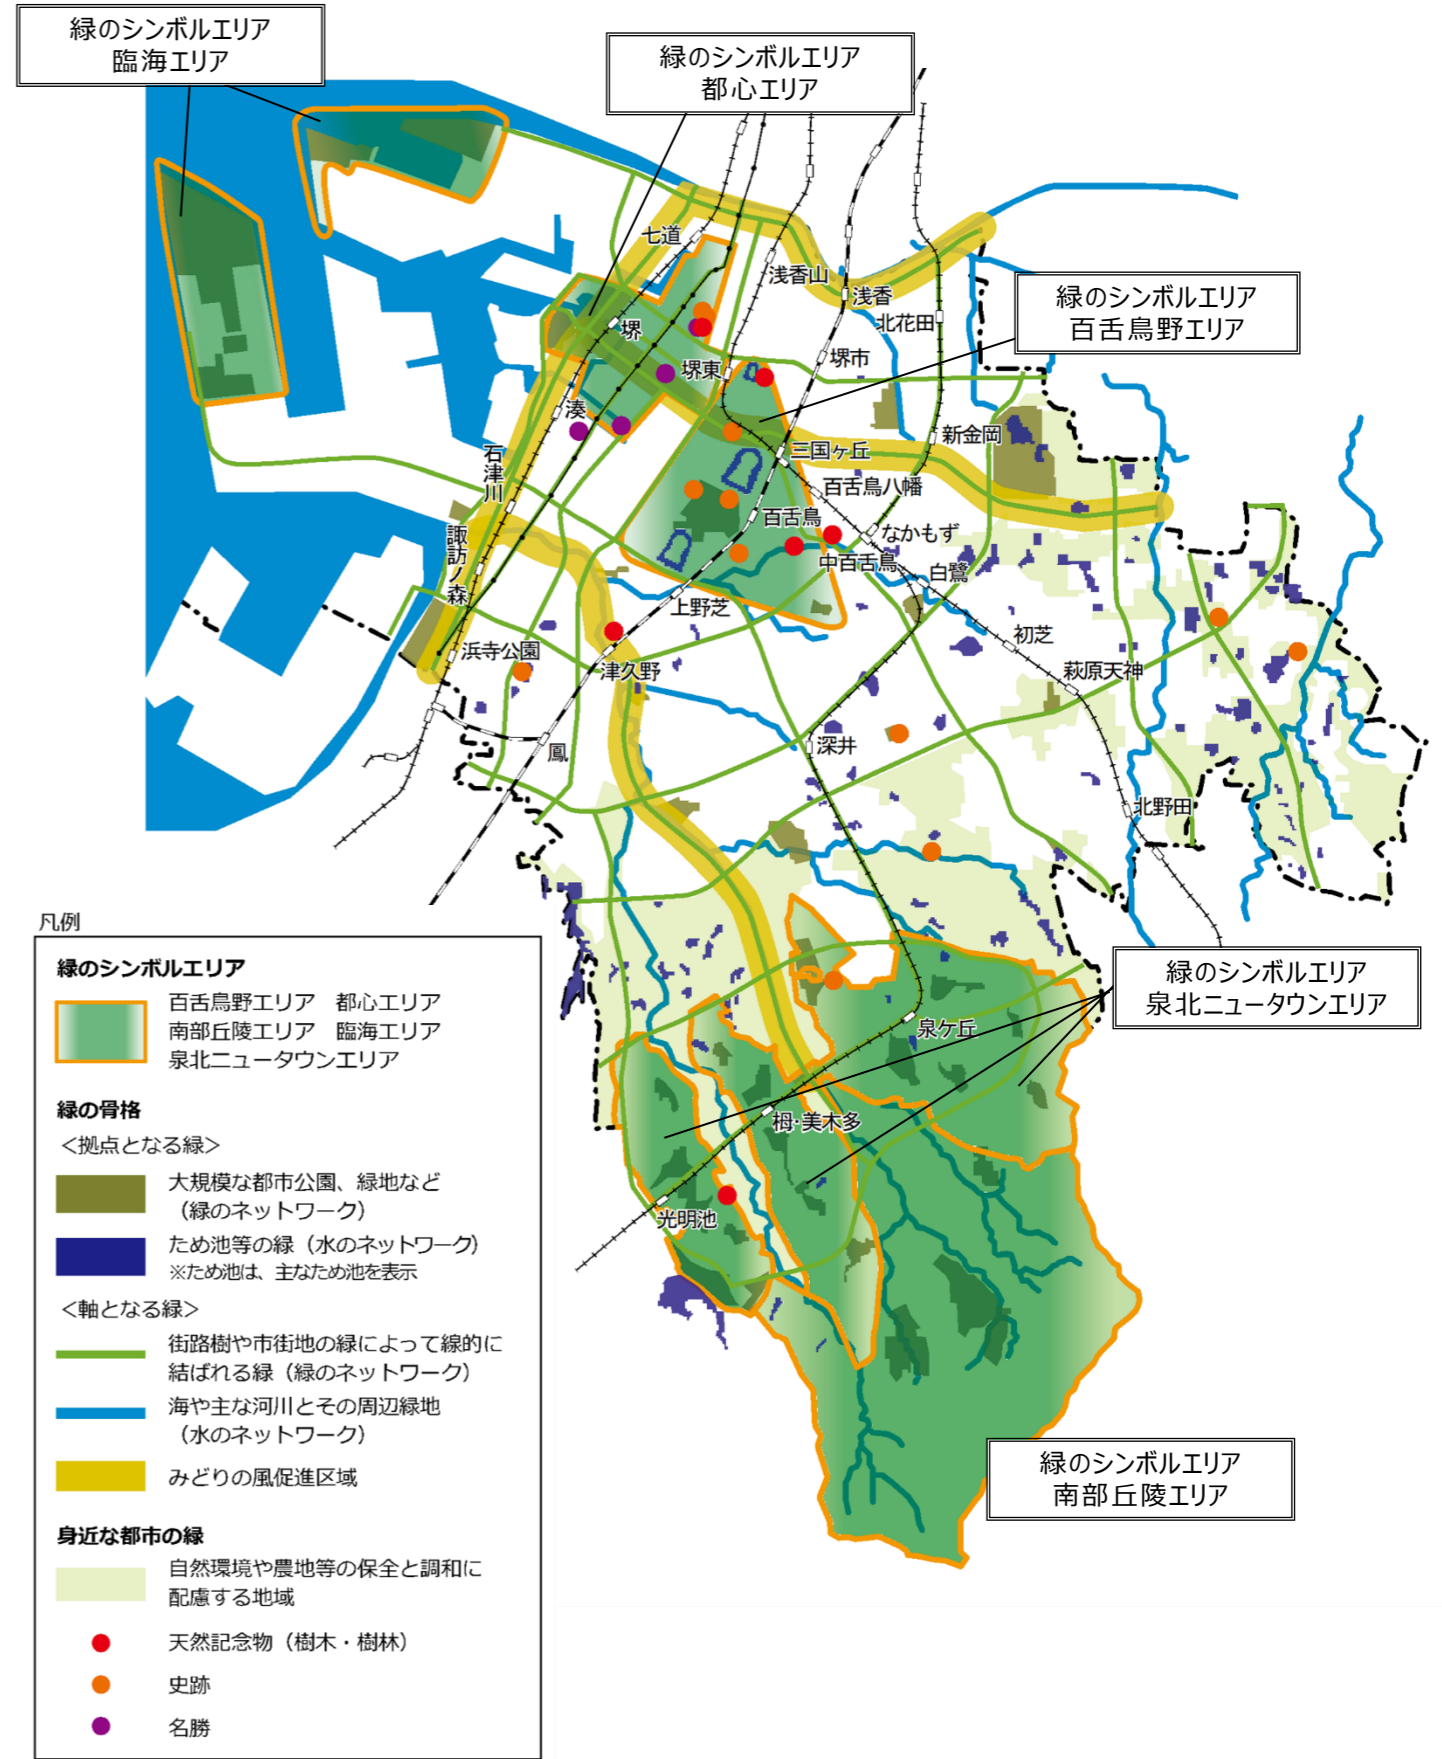 緑のシンボルエリア
臨海エリア
緑のシンボルエリア
都心エリア
緑のシンボルエリア
百舌鳥野エリア
七道
浅香山
浅香
北花田
堺
堺東
堺市
湊
新金岡
三国ヶ丘
石津川
百舌鳥八幡
百舌鳥
なかもず
諏訪ノ森
中百舌鳥
白鷺
上野芝
初芝
浜寺公園
津久野
萩原天神
深井
鳳
北野田
緑のシンボルエリア
泉北ニュータウンエリア
泉ケ丘
栂・美木多
光明池
緑のシンボルエリア
南部丘陵エリア
凡例
緑のシンボルエリア
百舌鳥野エリア　都心エリア
南部丘陵エリア　臨海エリア
泉北ニュータウンエリア
緑の骨格
＜拠点となる緑＞
大規模な都市公園、緑地など
（緑のネットワーク）
ため池等の緑（水のネットワーク）
※ため池は、主なため池を表示
＜軸となる緑＞
街路樹や市街地の緑によって線的に
結ばれる緑（緑のネットワーク）
海や主な河川とその周辺緑地
（水のネットワーク）
みどりの風促進区域
身近な都市の緑
自然環境や農地等の保全と調和に
配慮する地域
天然記念物（樹木・樹林）
史跡
名勝